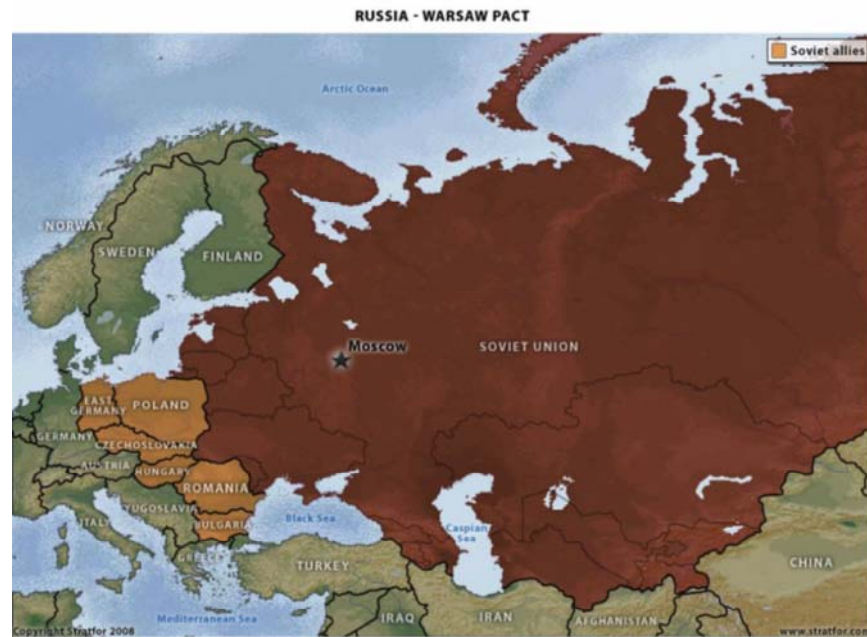 RUSSIA - WARSAW PACT
Soviet allies
Arctic Ocean
NORWAY
SWEDEN
FINLAND
Moscow
SOVIET UNION
EAST
GERMANY
POLAND
GERMANY
CZECHOSLOVAKIA
AUSTRIA
HUNGARY
ROMANIA
YUGOSLAVIA
ITALY
BULGARIA
Black Sea
Caspian
Sea
GREECE
TURKEY
CHINA
Mediterranean Sea
IRAQ
IRAN
AFGHANISTAN
Copyright Stratfor 2008
www.stratfor.co